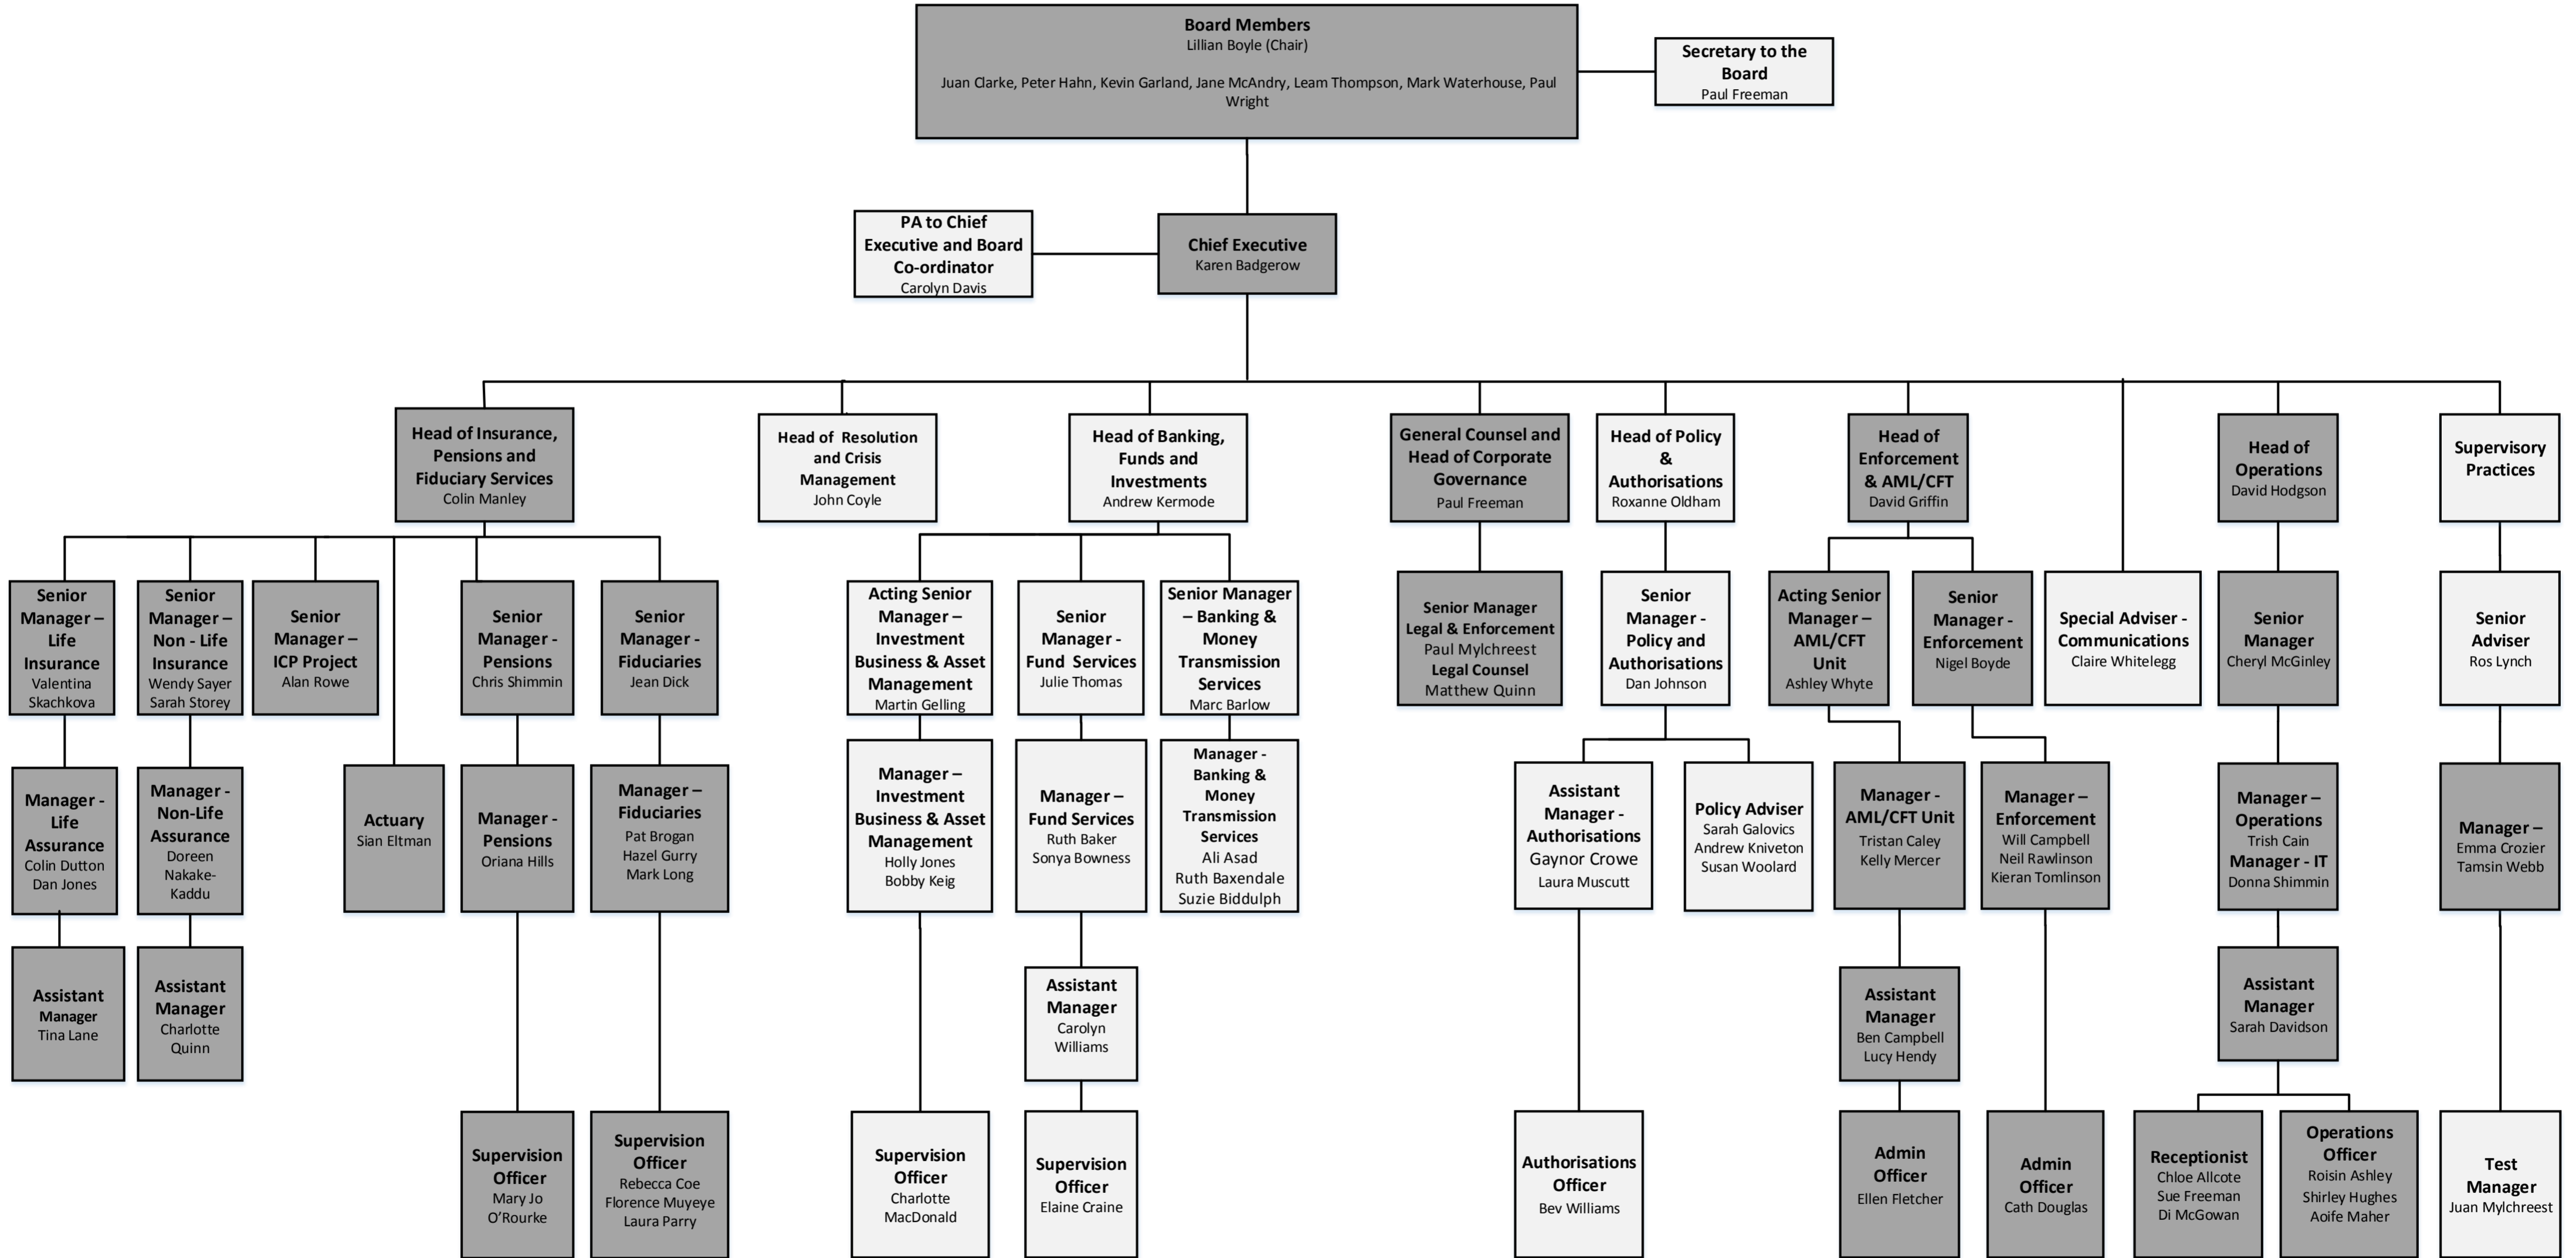 Board Members
Lillian Boyle (Chair)
Juan Clarke, Peter Hahn, Kevin Garland, Jane McAndry, Leam Thompson, Mark Waterhouse, Paul
Wright
Secretary to the
Board
Paul Freeman
PA to Chief
Executive and Board
Co-ordinator
Carolyn Davis
Chief Executive
Karen Badgerow
Head of Insurance,
Pensions and
Fiduciary Services
Colin Manley
Head of Resolution
and Crisis
Management
John Coyle
Head of Banking,
Funds and
Investments
Andrew Kermode
General Counsel and
Head of Corporate
Governance
Paul Freeman
Head of Policy
&
Authorisations
Roxanne Oldham
Head of
Enforcement
& AML/CFT
David Griffin
Head of
Operations
David Hodgson
Supervisory
Practices
Senior
Manager –
Life
Insurance
Valentina
Skachkova
Senior
Manager –
Non - Life
Insurance
Wendy Sayer
Sarah Storey
Senior
Manager –
ICP Project
Alan Rowe
Senior
Manager -
Pensions
Chris Shimmin
Senior
Manager -
Fiduciaries
Jean Dick
Acting Senior
Manager –
Investment
Business & Asset
Management
Martin Gelling
Senior
Manager -
Fund Services
Julie Thomas
Senior Manager
– Banking &
Money
Transmission
Services
Marc Barlow
Senior Manager
Legal & Enforcement
Paul Mylchreest
Legal Counsel
Matthew Quinn
Senior
Manager -
Policy and
Authorisations
Dan Johnson
Acting Senior
Manager –
AML/CFT
Unit
Ashley Whyte
Senior
Manager -
Enforcement
Nigel Boyde
Special Adviser -
Communications
Claire Whitelegg
Senior
Manager
Cheryl McGinley
Senior
Adviser
Ros Lynch
Manager -
Life
Assurance
Colin Dutton
Dan Jones
Manager -
Non-Life
Assurance
Doreen
Nakake-
Kaddu
Actuary
Sian Eltman
Manager -
Pensions
Oriana Hills
Manager –
Fiduciaries
Pat Brogan
Hazel Gurry
Mark Long
Manager –
Investment
Business & Asset
Management
Holly Jones
Bobby Keig
Manager –
Fund Services
Ruth Baker
Sonya Bowness
Manager -
Banking &
Money
Transmission
Services
Ali Asad
Ruth Baxendale
Suzie Biddulph
Assistant
Manager -
Authorisations
Gaynor Crowe
Laura Muscutt
Policy Adviser
Sarah Galovics
Andrew Kniveton
Susan Woolard
Manager -
AML/CFT Unit
Tristan Caley
Kelly Mercer
Manager –
Enforcement
Will Campbell
Neil Rawlinson
Kieran Tomlinson
Manager –
Operations
Trish Cain
Manager - IT
Donna Shimmin
Manager –
Emma Crozier
Tamsin Webb
Assistant
Manager
Tina Lane
Assistant
Manager
Charlotte
Quinn
Assistant
Manager
Carolyn
Williams
Assistant
Manager
Ben Campbell
Lucy Hendy
Assistant
Manager
Sarah Davidson
Supervision
Officer
Mary Jo
O’Rourke
Supervision
Officer
Rebecca Coe
Florence Muyeye
Laura Parry
Supervision
Officer
Charlotte
MacDonald
Supervision
Officer
Elaine Craine
Authorisations
Officer
Bev Williams
Admin
Officer
Ellen Fletcher
Admin
Officer
Cath Douglas
Receptionist
Chloe Allcote
Sue Freeman
Di McGowan
Operations
Officer
Roisin Ashley
Shirley Hughes
Aoife Maher
Test
Manager
Juan Mylchreest